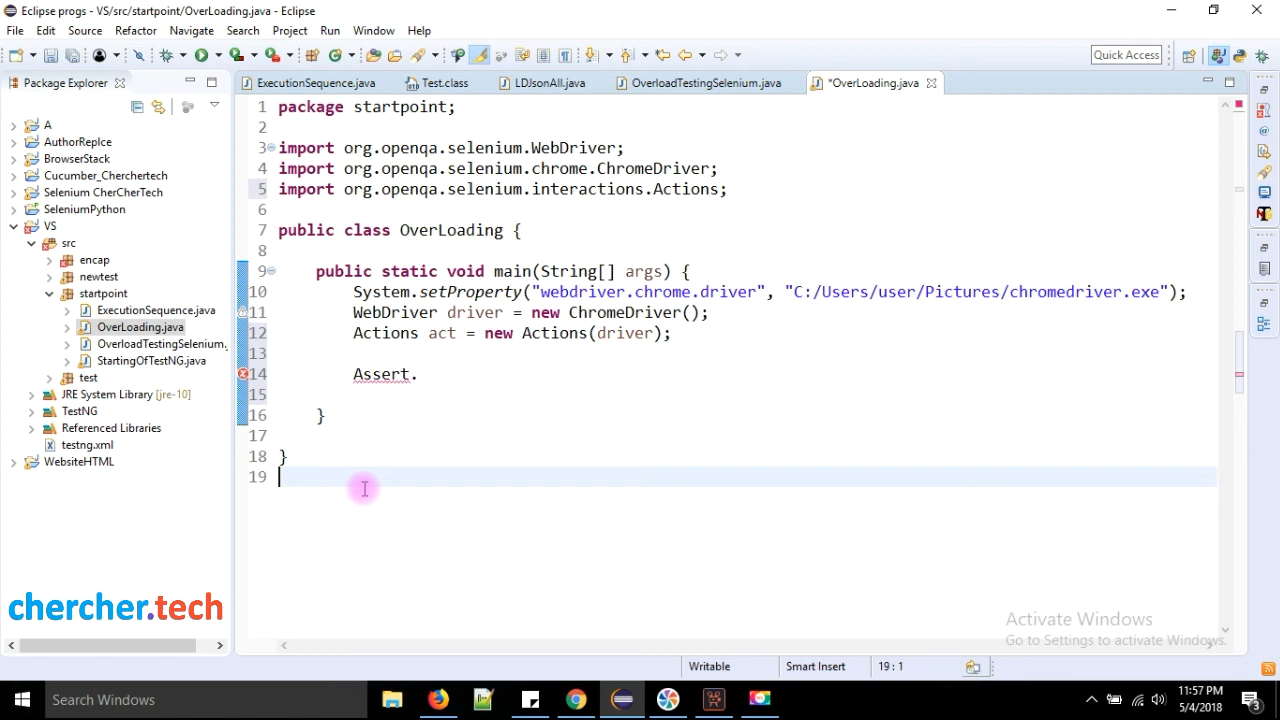 Eclipse progs - VS/src/startpoint/OverLoading.java - Eclipse
File Edit Source Refactor Navigate Search Project Run Window Help
Quick Access
Package Explorer
ExecutionSequence.java Test.class LDJsonAll.java OverloadTestingSelenium.java *OverLoading.java
A
AuthorReplce
BrowserStack
Cucumber_Cherchertech
Selenium CherCherTech
SeleniumPython
VS
src
encap
newtest
startpoint
ExecutionSequence.java
OverLoading.java
OverloadTestingSelenium.
StartingOfTestNG.java
test
JRE System Library [jre-10]
TestNG
Referenced Libraries
testng.xml
WebsiteHTML
chercher.tech
1 package startpoint;
2
3 import org.openqa.selenium.WebDriver;
4 import org.openqa.selenium.chrome.ChromeDriver;
5 import org.openqa.selenium.interactions.Actions;
6
7 public class OverLoading {
8
9 public static void main(String[] args) {
10 System.setProperty("webdriver.chrome.driver", "C:/Users/user/Pictures/chromedriver.exe");
11 WebDriver driver = new ChromeDriver();
12 Actions act = new Actions(driver);
13
14 Assert.
15
16 }
17
18 }
19
Activate Windows
Go to Settings to activate Windows.
Writable Smart Insert 19 : 1
Search Windows
11:57 PM
5/4/2018
3